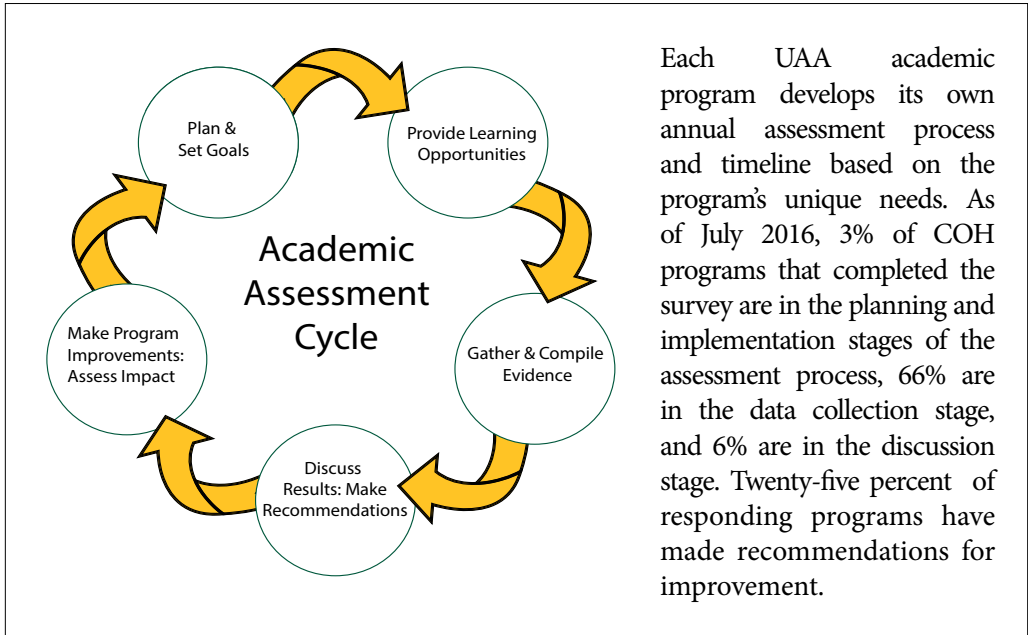 Plan &
Set Goals
Provide Learning
Opportunities
Academic
Assessment
Cycle
Make Program
Improvements:
Assess Impact
Gather & Compile
Evidence
Discuss
Results: Make
Recommendations
Each UAA academic
program develops its own
annual assessment process
and timeline based on the
program's unique needs. As
of July 2016, 3% of COH
programs that completed the
survey are in the planning and
implementation stages of the
assessment process, 66% are
in the data collection stage,
and 6% are in the discussion
stage. Twenty-five percent of
responding programs have
made recommendations for
improvement.